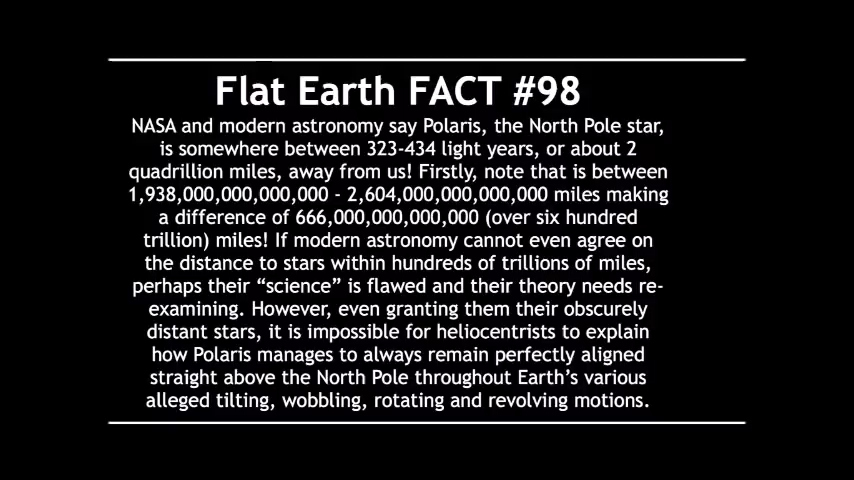 Flat Earth FACT #98
NASA and modern astronomy say Polaris, the North Pole star,
is somewhere between 323-434 light years, or about 2
quadrillion miles, away from us! Firstly, note that is between
1,938,000,000,000,000 - 2,604,000,000,000,000 miles making
a difference of 666,000,000,000,000 (over six hundred
trillion) miles! If modern astronomy cannot even agree on
the distance to stars within hundreds of trillions of miles,
perhaps their “science” is flawed and their theory needs re-
examining. However, even granting them their obscurely
distant stars, it is impossible for heliocentrists to explain
how Polaris manages to always remain perfectly aligned
straight above the North Pole throughout Earth’s various
alleged tilting, wobbling, rotating and revolving motions.